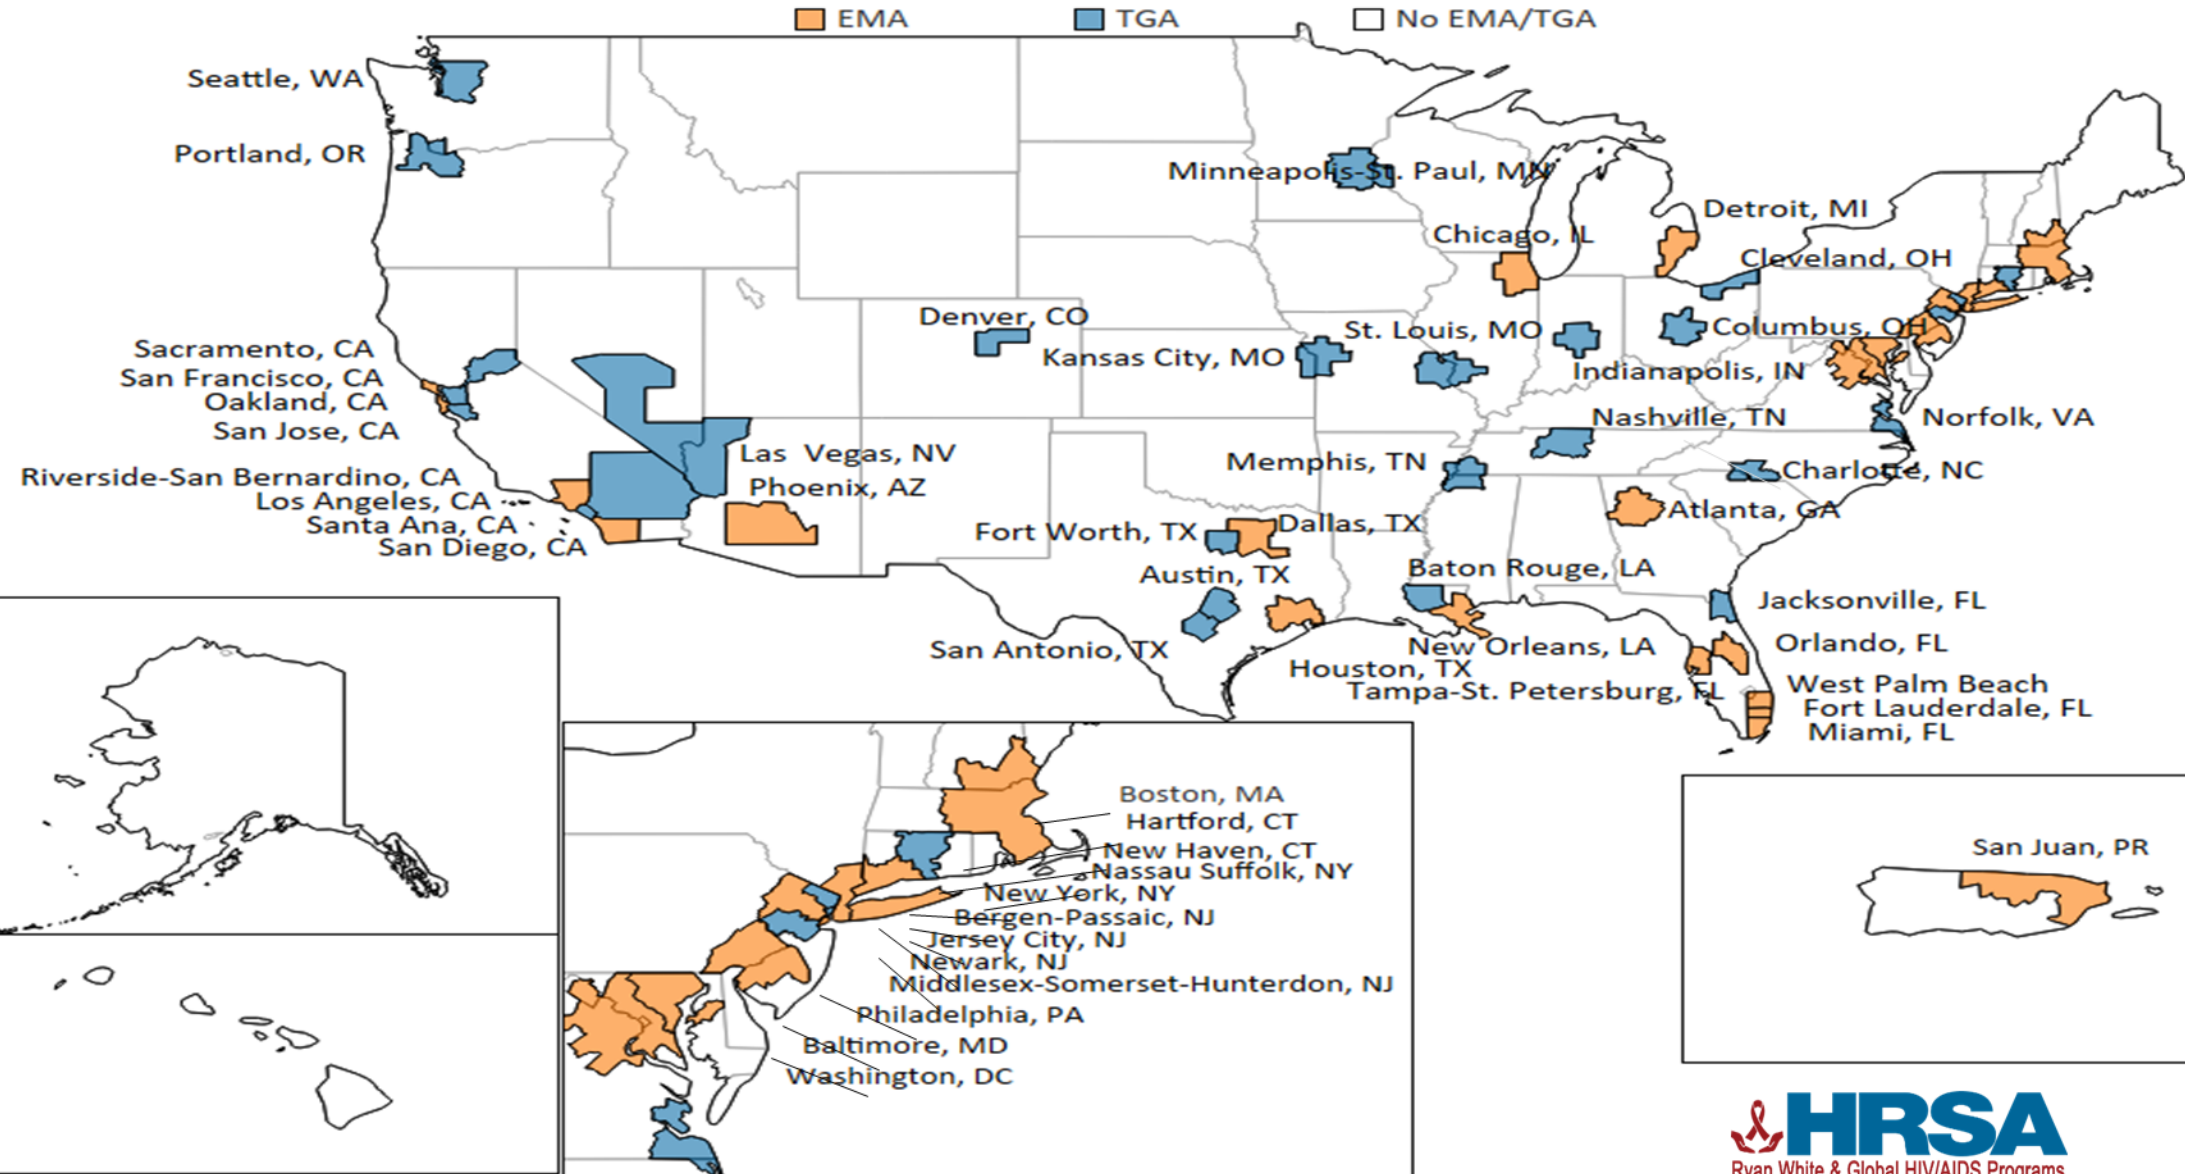 EMA
TGA
No EMA/TGA
Seattle, WA
Portland, OR
Minneapolis-St. Paul, MN
Detroit, MI
Chicago, IL
Cleveland, OH
Denver, CO
St. Louis, MO
Columbus, OH
Kansas City, MO
Indianapolis, IN
Sacramento, CA
San Francisco, CA
Oakland, CA
San Jose, CA
Nashville, TN
Norfolk, VA
Las Vegas, NV
Memphis, TN
Charlotte, NC
Riverside-San Bernardino, CA
Phoenix, AZ
Los Angeles, CA
Atlanta, GA
Santa Ana, CA
San Diego, CA
Fort Worth, TX
Dallas, TX
Austin, TX
Baton Rouge, LA
Jacksonville, FL
San Antonio, TX
New Orleans, LA
Orlando, FL
Houston, TX
Tampa-St. Petersburg, FL
West Palm Beach
Fort Lauderdale, FL
Miami, FL
Boston, MA
Hartford, CT
New Haven, CT
Nassau Suffolk, NY
New York, NY
Bergen-Passaic, NJ
Jersey City, NJ
Newark, NJ
Middlesex-Somerset-Hunterdon, NJ
Philadelphia, PA
Baltimore, MD
Washington, DC
San Juan, PR
HRSA
Ryan White & Global HIV/AIDS Programs